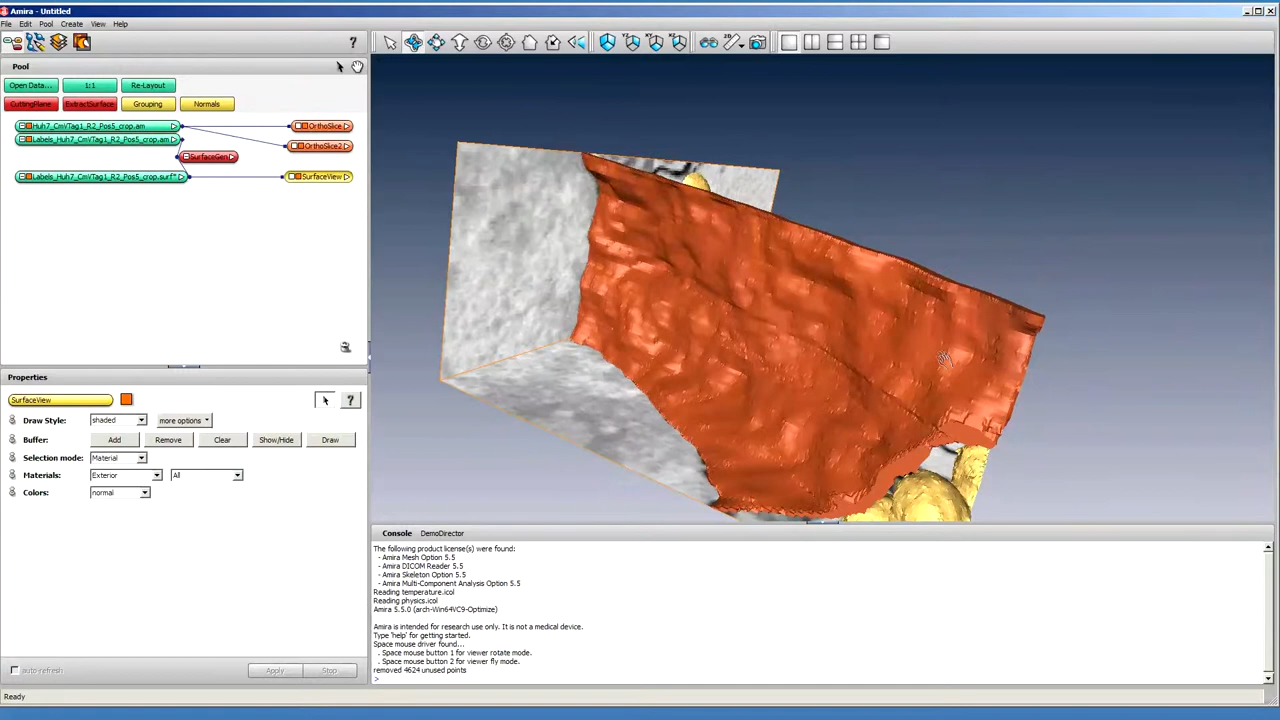 Amira - Untitled
File Edit Pool Create View Help
Pool
Open Data... 1:1 Re-Layout
CuttingPlane ExtractSurface Grouping Normals
Huh7_CmVTag1_R2_Pos5_crop.am OrthoSlice
Labels_Huh7_CmVTag1_R2_Pos5_crop.am OrthoSlice2
SurfaceGen
Labels_Huh7_CmVTag1_R2_Pos5_crop.surf* SurfaceView
Properties
SurfaceView
Draw Style: shaded more options
Buffer: Add Remove Clear Show/Hide Draw
Selection mode: Material
Materials: Exterior All
Colors: normal
auto-refresh Apply Stop
Ready
Console DemoDirector
The following product license(s) were found:
- Amira Mesh Option 5.5
- Amira DICOM Reader 5.5
- Amira Skeleton Option 5.5
- Amira Multi-Component Analysis Option 5.5
Reading temperature.icol
Reading physics.icol
Amira 5.5.0 (arch-Win64VC9-Optimize)
Amira is intended for research use only. It is not a medical device.
Type 'help' for getting started.
Space mouse driver found...
. Space mouse button 1 for viewer rotate mode.
. Space mouse button 2 for viewer fly mode.
removed 4624 unused points
>